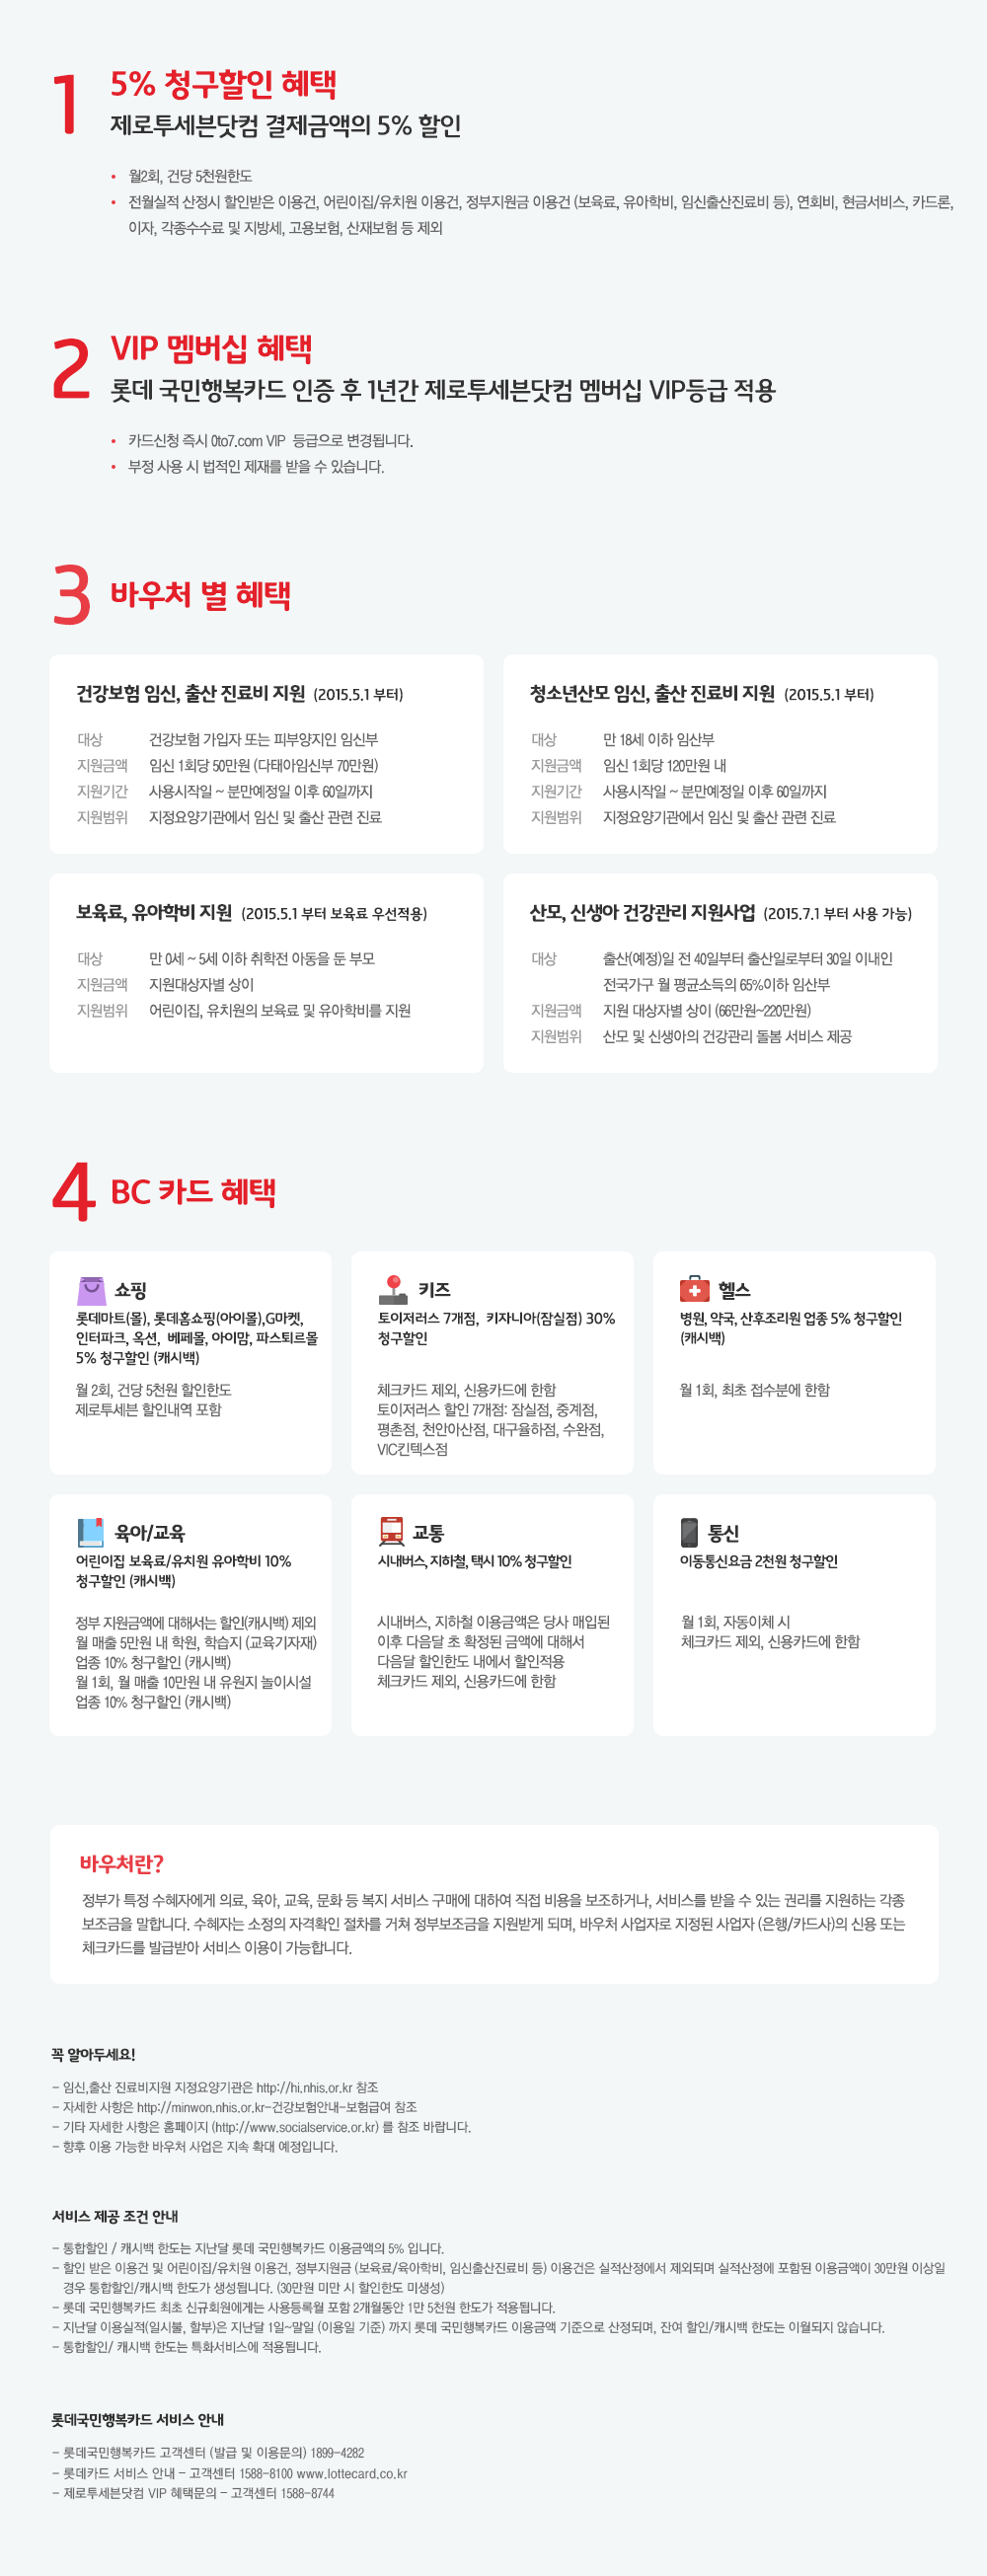 1
5% 청구할인 혜택
제로투세븐닷컴 결제금액의 5% 할인
• 월2회, 건당 5천원한도
• 전월실적 산정시 할인받은 이용건, 어린이집/유치원 이용건, 정부지원금 이용건 (보육료, 유아학비, 임신출산진료비 등), 연회비, 현금서비스, 카드론,
이자, 각종수수료 및 지방세, 고용보험, 산재보험 등 제외
2
VIP 멤버십 혜택
롯데 국민행복카드 인증 후 1년간 제로투세븐닷컴 멤버십 VIP등급 적용
• 카드신청 즉시 0to7.com VIP 등급으로 변경됩니다.
• 부정 사용 시 법적인 제재를 받을 수 있습니다.
3
바우처 별 혜택
건강보험 임신, 출산 진료비 지원 (2015.5.1 부터)
대상 건강보험 가입자 또는 피부양지인 임신부
지원금액 임신 1회당 50만원 (다태아임신부 70만원)
지원기간 사용시작일 ~ 분만예정일 이후 60일까지
지원범위 지정요양기관에서 임신 및 출산 관련 진료
청소년산모 임신, 출산 진료비 지원 (2015.5.1 부터)
대상 만 18세 이하 임산부
지원금액 임신 1회당 120만원 내
지원기간 사용시작일 ~ 분만예정일 이후 60일까지
지원범위 지정요양기관에서 임신 및 출산 관련 진료
보육료, 유아학비 지원 (2015.5.1 부터 보육료 우선적용)
대상 만 0세 ~ 5세 이하 취학전 아동을 둔 부모
지원금액 지원대상자별 상이
지원범위 어린이집, 유치원의 보육료 및 유아학비를 지원
산모, 신생아 건강관리 지원사업 (2015.7.1 부터 사용 가능)
대상 출산(예정)일 전 40일부터 출산일로부터 30일 이내인
전국가구 월 평균소득의 65%이하 임산부
지원금액 지원 대상자별 상이 (66만원~220만원)
지원범위 산모 및 신생아의 건강관리 돌봄 서비스 제공
4
BC 카드 혜택
쇼핑
롯데마트(몰), 롯데홈쇼핑(아이몰),G마켓,
인터파크, 옥션, 베페몰, 아이맘, 파스퇴르몰
5% 청구할인 (캐시백)
월 2회, 건당 5천원 할인한도
제로투세븐 할인내역 포함
키즈
토이저러스 7개점, 키자니아(잠실점) 30%
청구할인
체크카드 제외, 신용카드에 한함
토이저러스 할인 7개점: 잠실점, 중계점,
평촌점, 천안아산점, 대구율하점, 수완점,
VIC킨텍스점
헬스
병원, 약국, 산후조리원 업종 5% 청구할인
(캐시백)
월 1회, 최초 접수분에 한함
육아/교육
어린이집 보육료/유치원 유아학비 10%
청구할인 (캐시백)
정부 지원금액에 대해서는 할인(캐시백) 제외
월 매출 5만원 내 학원, 학습지 (교육기자재)
업종 10% 청구할인 (캐시백)
월 1회, 월 매출 10만원 내 유원지 놀이시설
업종 10% 청구할인 (캐시백)
교통
시내버스, 지하철, 택시 10% 청구할인
시내버스, 지하철 이용금액은 당사 매입된
이후 다음달 초 확정된 금액에 대해서
다음달 할인한도 내에서 할인적용
체크카드 제외, 신용카드에 한함
통신
이동통신요금 2천원 청구할인
월 1회, 자동이체 시
체크카드 제외, 신용카드에 한함
바우처란?
정부가 특정 수혜자에게 의료, 육아, 교육, 문화 등 복지 서비스 구매에 대하여 직접 비용을 보조하거나, 서비스를 받을 수 있는 권리를 지원하는 각종
보조금을 말합니다. 수혜자는 소정의 자격확인 절차를 거쳐 정부보조금을 지원받게 되며, 바우처 사업자로 지정된 사업자 (은행/카드사)의 신용 또는
체크카드를 발급받아 서비스 이용이 가능합니다.
꼭 알아두세요!
- 임신,출산 진료비지원 지정요양기관은 http://hi.nhis.or.kr 참조
- 자세한 사항은 http://minwon.nhis.or.kr-건강보험안내-보험급여 참조
- 기타 자세한 사항은 홈페이지 (http://www.socialservice.or.kr) 를 참조 바랍니다.
- 향후 이용 가능한 바우처 사업은 지속 확대 예정입니다.
서비스 제공 조건 안내
- 통합할인 / 캐시백 한도는 지난달 롯데 국민행복카드 이용금액의 5% 입니다.
- 할인 받은 이용건 및 어린이집/유치원 이용건, 정부지원금 (보육료/육아학비, 임신출산진료비 등) 이용건은 실적산정에서 제외되며 실적산정에 포함된 이용금액이 30만원 이상일
경우 통합할인/캐시백 한도가 생성됩니다. (30만원 미만 시 할인한도 미생성)
- 롯데 국민행복카드 최초 신규회원에게는 사용등록월 포함 2개월동안 1만 5천원 한도가 적용됩니다.
- 지난달 이용실적(일시불, 할부)은 지난달 1일~말일 (이용일 기준) 까지 롯데 국민행복카드 이용금액 기준으로 산정되며, 잔여 할인/캐시백 한도는 이월되지 않습니다.
- 통합할인/ 캐시백 한도는 특화서비스에 적용됩니다.
롯데국민행복카드 서비스 안내
- 롯데국민행복카드 고객센터 (발급 및 이용문의) 1899-4282
- 롯데카드 서비스 안내 - 고객센터 1588-8100 www.lottecard.co.kr
- 제로투세븐닷컴 VIP 혜택문의 - 고객센터 1588-8744